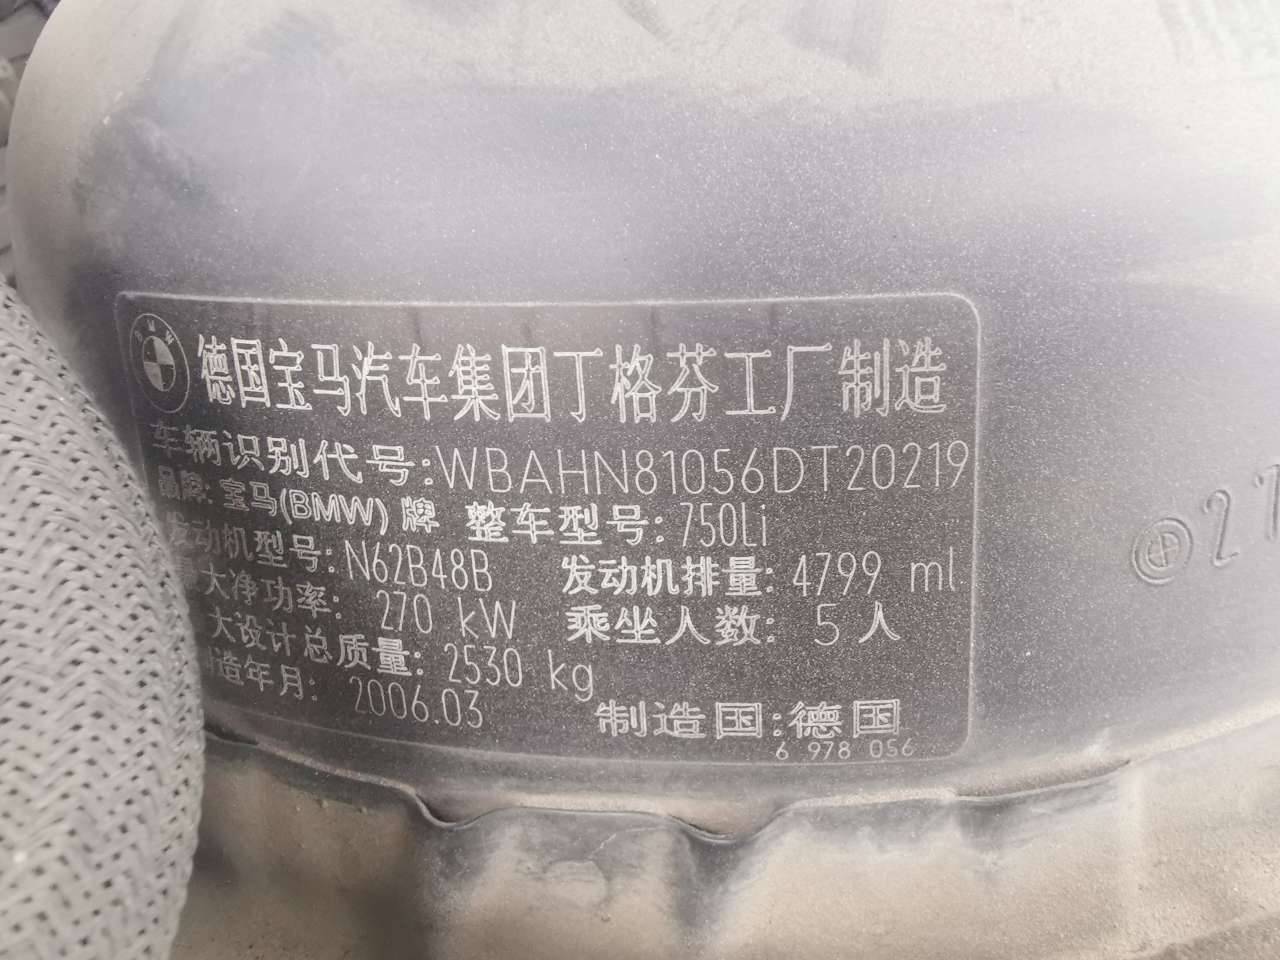 德国宝马汽车集团丁格芬工厂制造
车辆识别代号:WBAHN81056DT20219
品牌:宝马(BMW)牌 整车型号:750Li
发动机型号:N62B48B 发动机排量:4799 ml
大净功率:270 kW 乘坐人数:5人
大设计总质量:2530 kg
制造年月:2006.03 制造国:德国
6 978 056